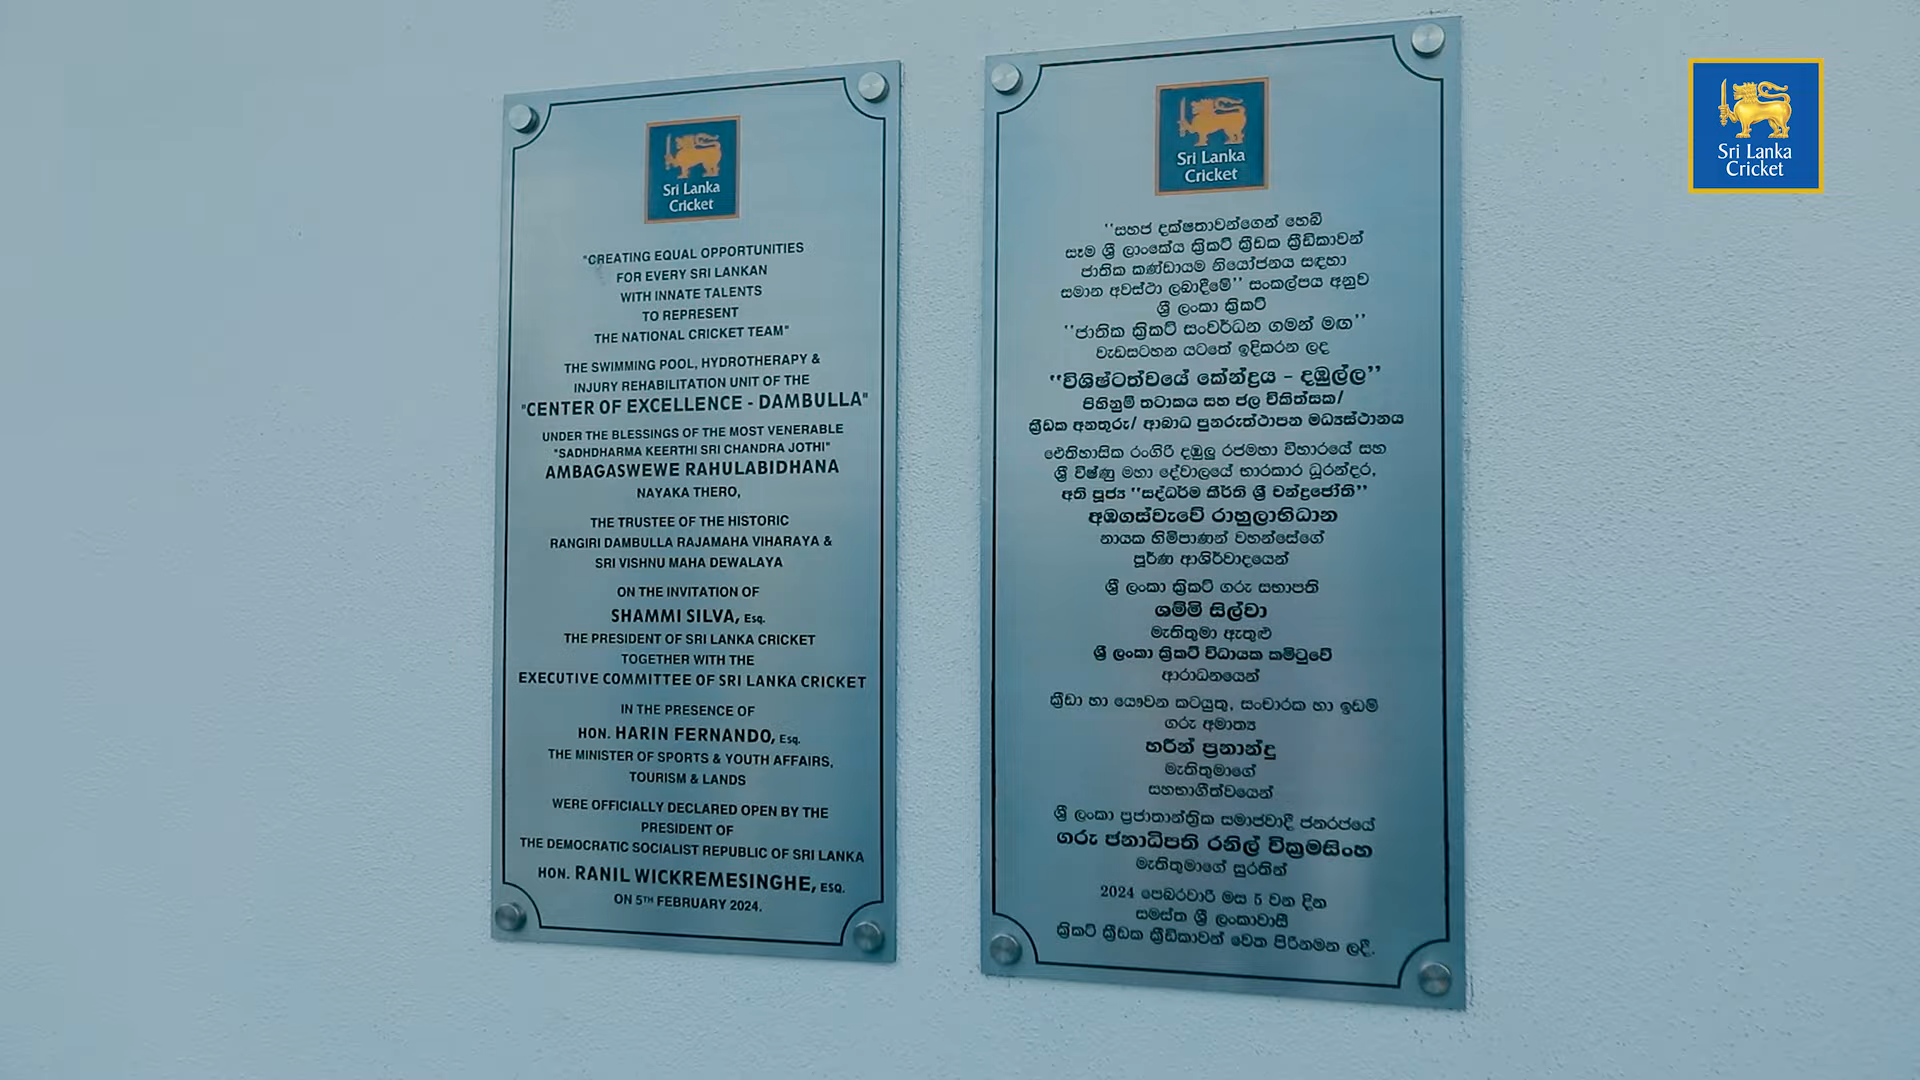 Sri Lanka
Cricket
"CREATING EQUAL OPPORTUNITIES
FOR EVERY SRI LANKAN
WITH INNATE TALENTS
TO REPRESENT
THE NATIONAL CRICKET TEAM"
THE SWIMMING POOL, HYDROTHERAPY &
INJURY REHABILITATION UNIT OF THE
"CENTER OF EXCELLENCE - DAMBULLA"
UNDER THE BLESSINGS OF THE MOST VENERABLE
"SADHDHARMA KEERTHI SRI CHANDRA JOTHI"
AMBAGASWEWE RAHULABIDHANA
NAYAKA THERO,
THE TRUSTEE OF THE HISTORIC
RANGIRI DAMBULLA RAJAMAHA VIHARAYA &
SRI VISHNU MAHA DEWALAYA
ON THE INVITATION OF
SHAMMI SILVA, Esq.
THE PRESIDENT OF SRI LANKA CRICKET
TOGETHER WITH THE
EXECUTIVE COMMITTEE OF SRI LANKA CRICKET
IN THE PRESENCE OF
HON. HARIN FERNANDO, Esq.
THE MINISTER OF SPORTS & YOUTH AFFAIRS,
TOURISM & LANDS
WERE OFFICIALLY DECLARED OPEN BY THE
PRESIDENT OF
THE DEMOCRATIC SOCIALIST REPUBLIC OF SRI LANKA
HON. RANIL WICKREMESINGHE, ESQ.
ON 5TH FEBRUARY 2024.
Sri Lanka
Cricket
''සහජ දක්ෂතාවන්ගෙන් හෙබි
සෑම ශ්‍රී ලාංකේය ක්‍රිකට් ක්‍රීඩක ක්‍රීඩිකාවන්
ජාතික කණ්ඩායම නියෝජනය සඳහා
සමාන අවස්ථා ලබාදීමේ'' සංකල්පය අනුව
ශ්‍රී ලංකා ක්‍රිකට්
''ජාතික ක්‍රිකට් සංවර්ධන ගමන් මඟ''
වැඩසටහන යටතේ ඉදිකරන ලද
''විශිෂ්ටත්වයේ කේන්ද්‍රය – දඹුල්ල''
පිහිනුම් තටාකය සහ ජල චිකිත්සක/
ක්‍රීඩක අනතුරු/ ආබාධ පුනරුත්ථාපන මධ්‍යස්ථානය
ඓතිහාසික රංගිරි දඹුලු රජමහා විහාරයේ සහ
ශ්‍රී විෂ්ණු මහා දේවාලයේ භාරකාර ධූරන්දර,
අති පූජ්‍ය ''සද්ධර්ම කීර්ති ශ්‍රී චන්ද්‍රජෝති''
අඹගස්වැවේ රාහුලාභිධාන
නායක හිමිපාණන් වහන්සේගේ
පූර්ණ ආශිර්වාදයෙන්
ශ්‍රී ලංකා ක්‍රිකට් ගරු සභාපති
ශම්මි සිල්වා
මැතිතුමා ඇතුළු
ශ්‍රී ලංකා ක්‍රිකට් විධායක කමිටුවේ
ආරාධනයෙන්
ක්‍රීඩා හා යෞවන කටයුතු, සංචාරක හා ඉඩම්
ගරු අමාත්‍ය
හරීන් ප්‍රනාන්දු
මැතිතුමාගේ
සහභාගීත්වයෙන්
ශ්‍රී ලංකා ප්‍රජාතාන්ත්‍රික සමාජවාදී ජනරජයේ
ගරු ජනාධිපති රනිල් වික්‍රමසිංහ
මැතිතුමාගේ සුරතින්
2024 පෙබරවාරි මස 5 වන දින
සමස්ත ශ්‍රී ලංකාවාසී
ක්‍රිකට් ක්‍රීඩක ක්‍රීඩිකාවන් වෙත පිරිනමන ලදී.
Sri Lanka
Cricket